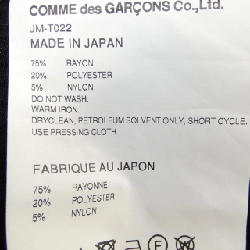 COMME des GARÇONS Co.,Ltd.
JM-T022
MADE IN JAPAN
75% RAYON
20% POLYESTER
5% NYLON
DO NOT WASH.
WARM IRON.
DRYCLEAN, PETROLEUM SOLVENT ONLY, SHORT CYCLE.
USE PRESSING CLOTH
FABRIQUE AU JAPON
75% RAYONNE
20% POLYESTER
5% NYLON